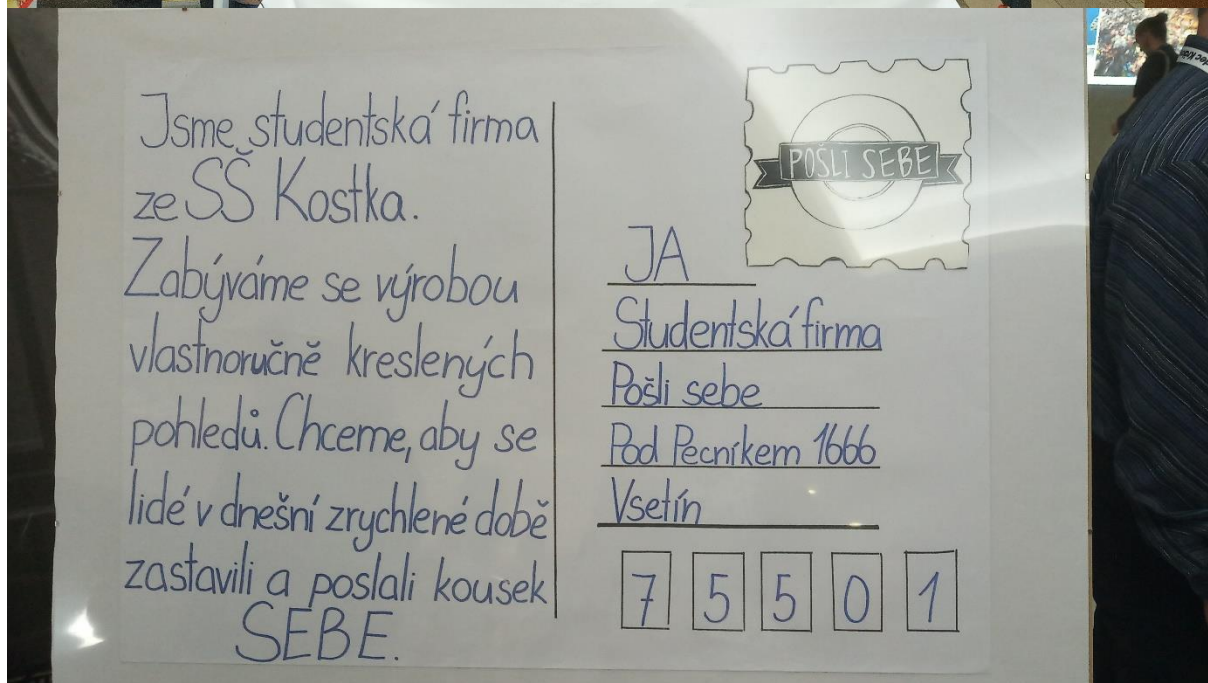 Jsme studentská firma
ze SŠ Kostka.
Zabýváme se výrobou
vlastnoručně kreslených
pohledů. Chceme, aby se
lidé v dnešní zrychlené době
zastavili a poslali kousek
SEBE.
POŠLI SEBE
JA
Studentská firma
Pošli sebe
Pod Pecníkem 1666
Vsetín
7 5 5 0 1